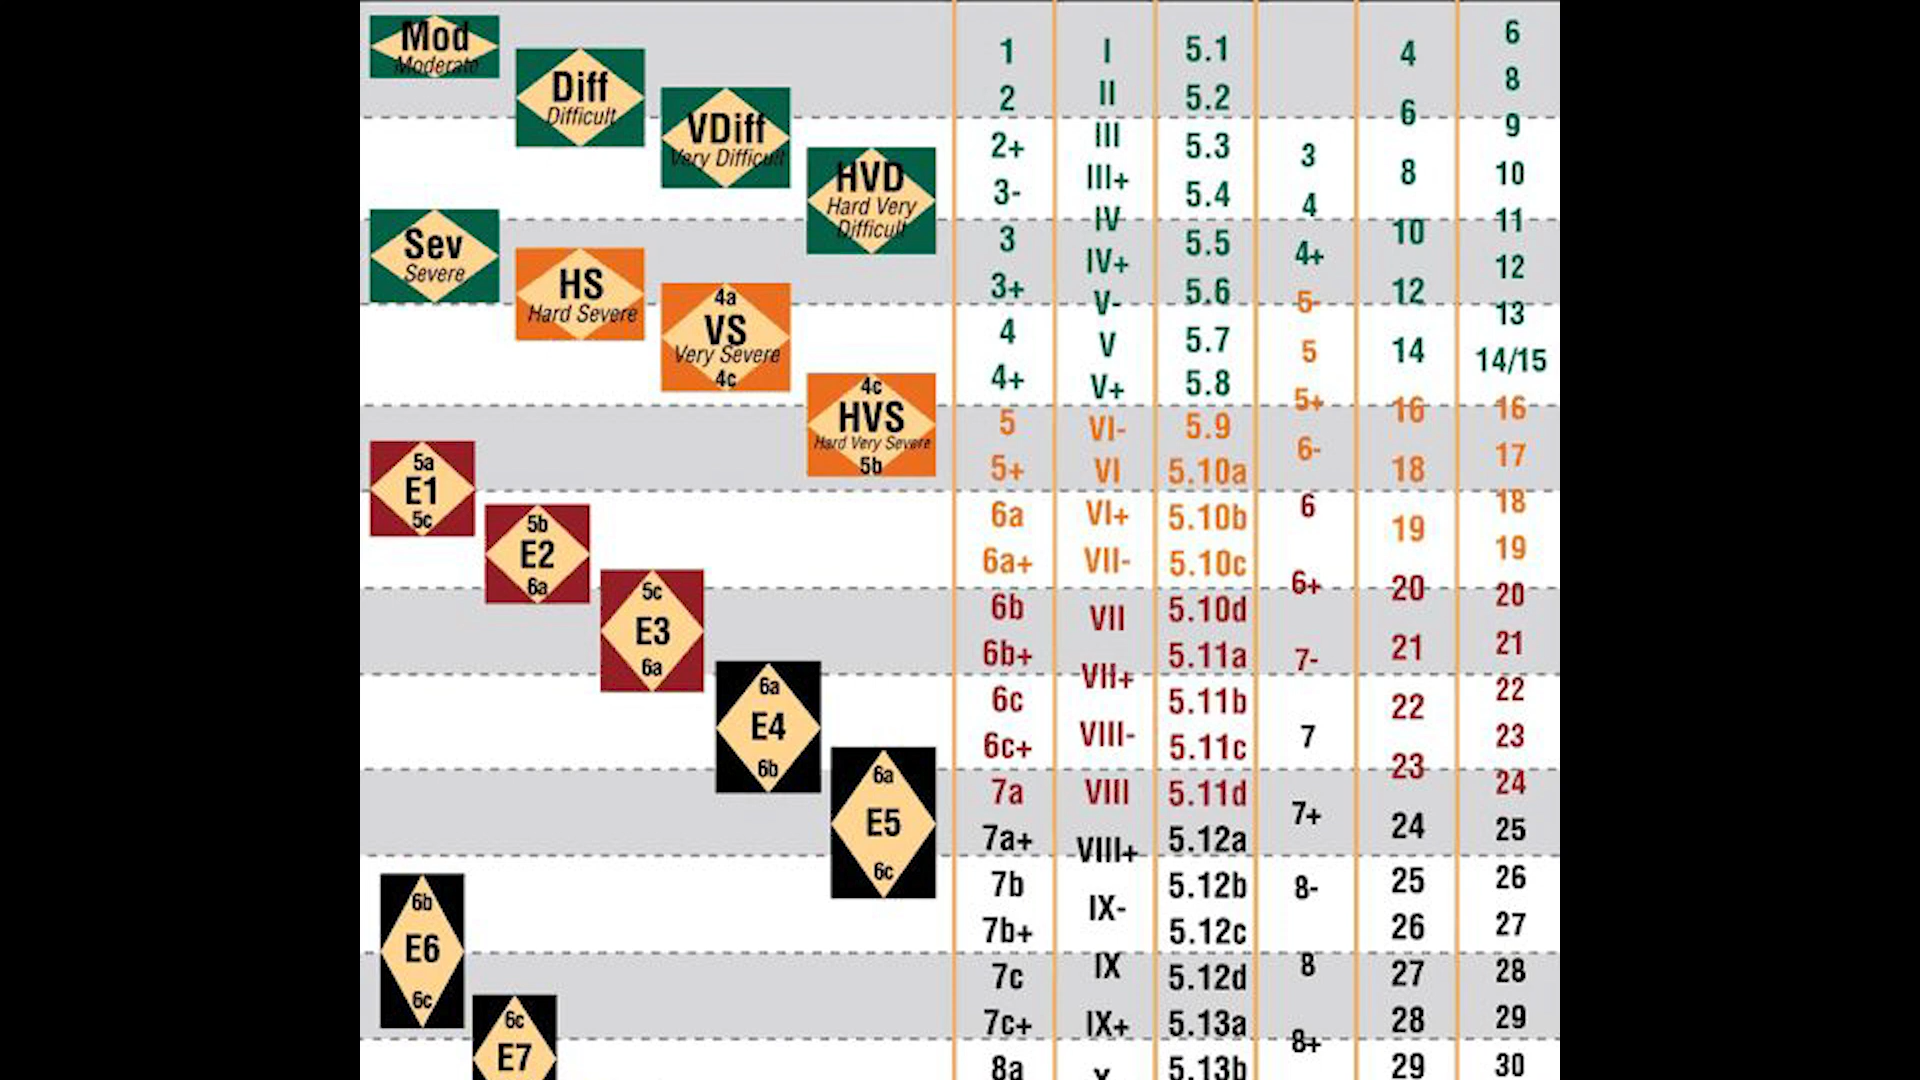 Mod
Moderate
Diff
Difficult
VDiff
Very Difficult
HVD
Hard Very
Difficult
Sev
Severe
HS
Hard Severe
4a
VS
Very Severe
4c
4c
HVS
Hard Very Severe
5b
5a
E1
5c
5b
E2
6a
5c
E3
6a
6a
E4
6b
6a
E5
6c
6b
E6
6c
6c
E7
1
2
2+
3-
3
3+
4
4+
5
5+
6a
6a+
6b
6b+
6c
6c+
7a
7a+
7b
7b+
7c
7c+
8a
I
II
III
III+
IV
IV+
V-
V
V+
VI-
VI
VI+
VII-
VII
VII+
VIII-
VIII
VIII+
IX-
IX
IX+
5.1
5.2
5.3
5.4
5.5
5.6
5.7
5.8
5.9
5.10a
5.10b
5.10c
5.10d
5.11a
5.11b
5.11c
5.11d
5.12a
5.12b
5.12c
5.12d
5.13a
5.13b
3
4
4+
5-
5
5+
6-
6
6+
7-
7
7+
8-
8
8+
4
6
8
10
12
14
16
18
19
20
21
22
23
24
25
26
27
28
29
6
8
9
10
11
12
13
14/15
16
17
18
19
20
21
22
23
24
25
26
27
28
29
30